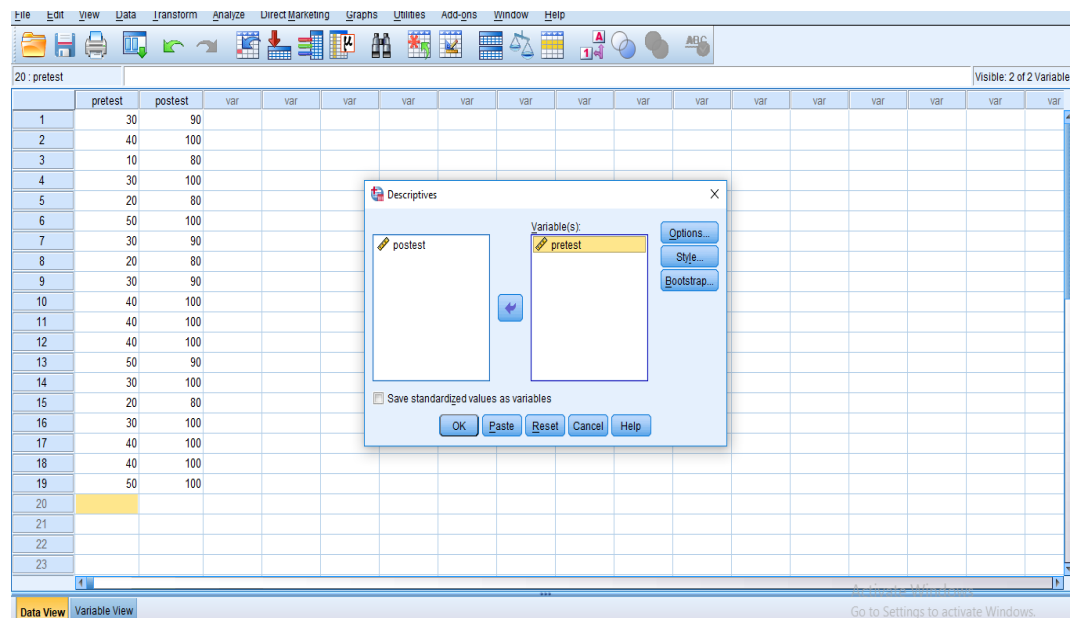 File Edit View Data Transform Analyze Direct Marketing Graphs Utilities Add-ons Window Help
20 : pretest
Visible: 2 of 2 Variable
pretest postest var var var var var var var var var var var var var var var
1 30 90
2 40 100
3 10 80
4 30 100
5 20 80
6 50 100
7 30 90
8 20 80
9 30 90
10 40 100
11 40 100
12 40 100
13 50 90
14 30 100
15 20 80
16 30 100
17 40 100
18 40 100
19 50 100
20
21
22
23
Descriptives
Variable(s):
postest
pretest
Options...
Style...
Bootstrap...
Save standardized values as variables
OK Paste Reset Cancel Help
Data View Variable View
Activate Windows
Go to Settings to activate Windows.